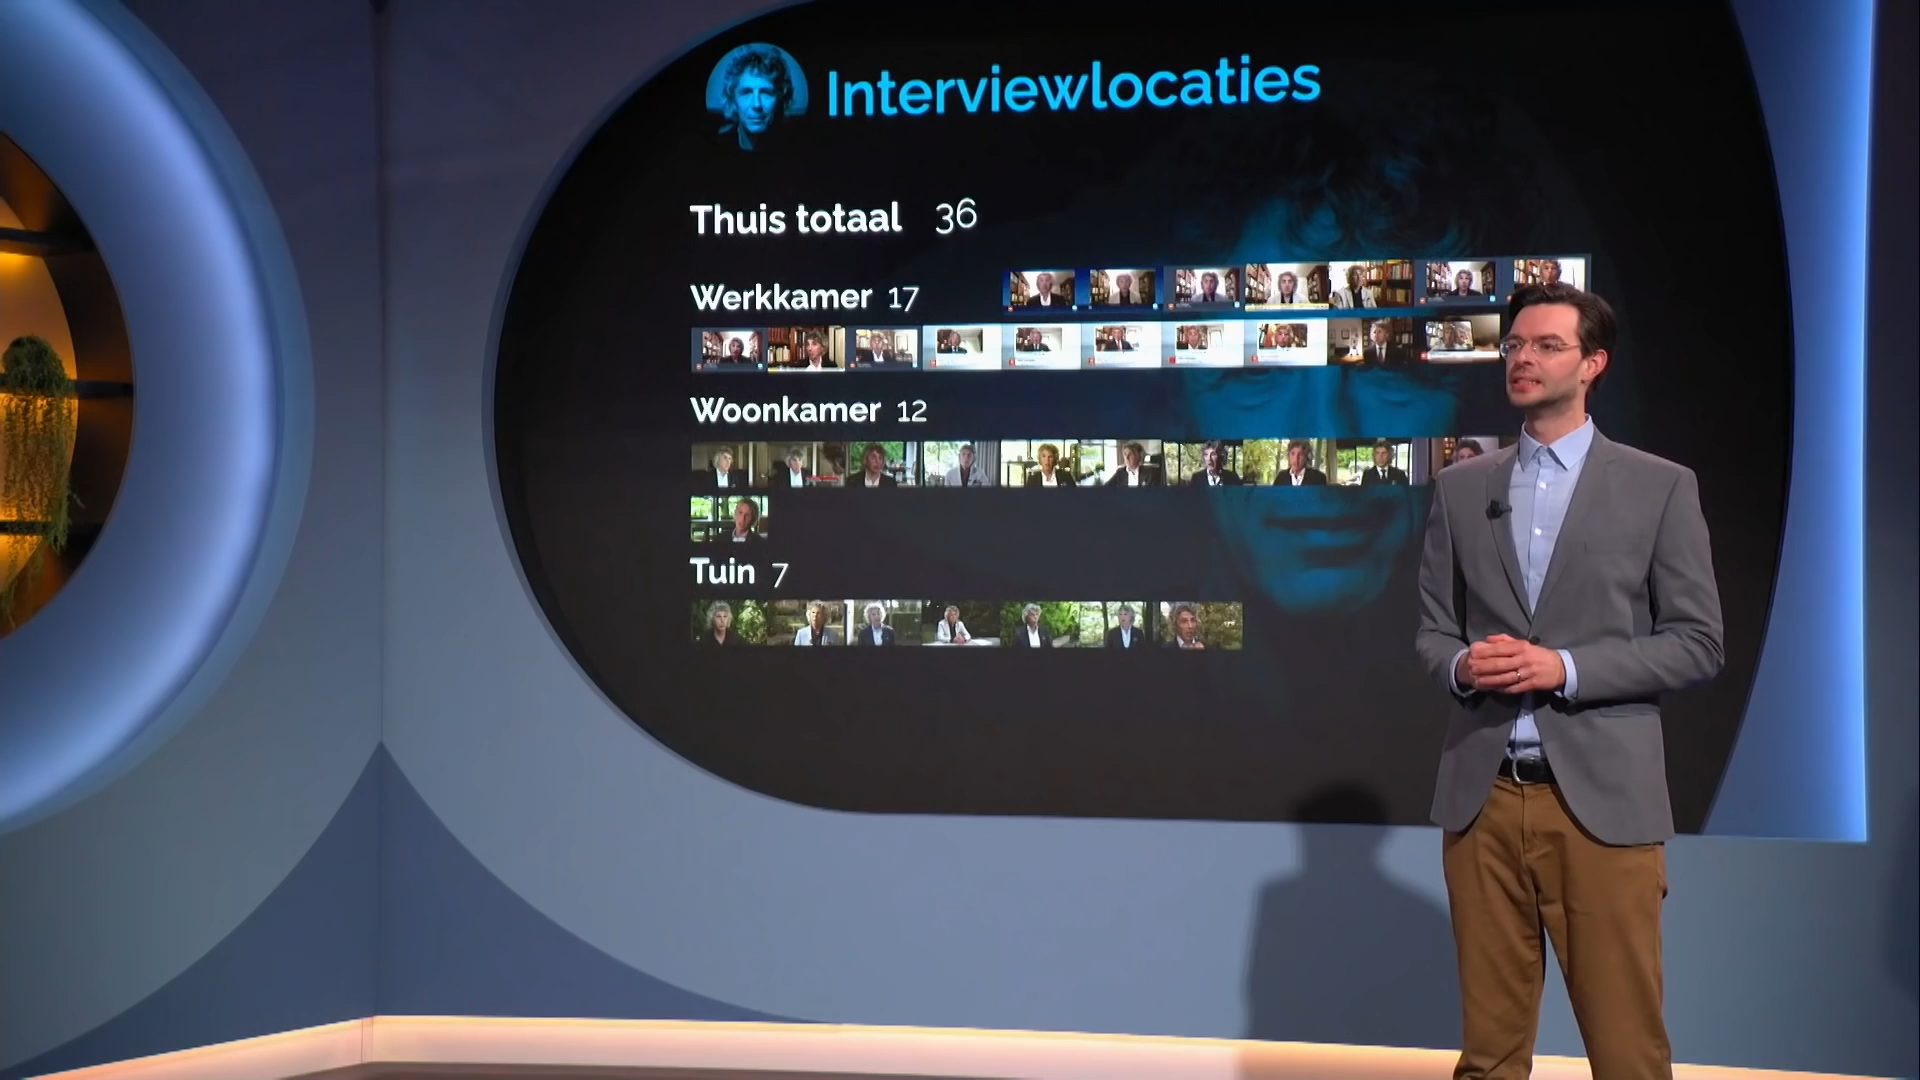 Interviewlocaties
Thuis totaal 36
Werkkamer 17
Woonkamer 12
Tuin 7